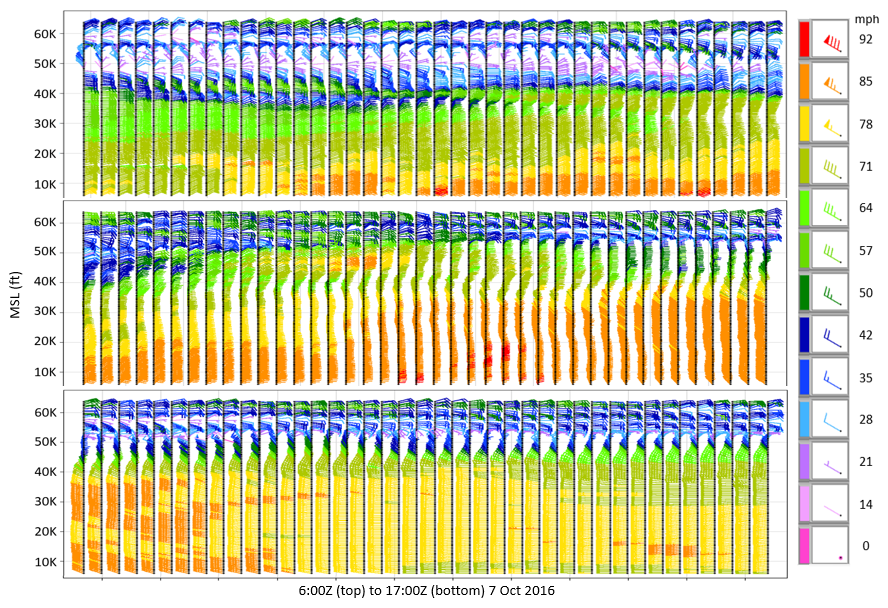 mph
60K
50K
40K
30K
20K
10K
60K
50K
40K
30K
20K
10K
60K
50K
40K
30K
20K
10K
MSL (ft)
92
85
78
71
64
57
50
42
35
28
21
14
0
6:00Z (top) to 17:00Z (bottom) 7 Oct 2016